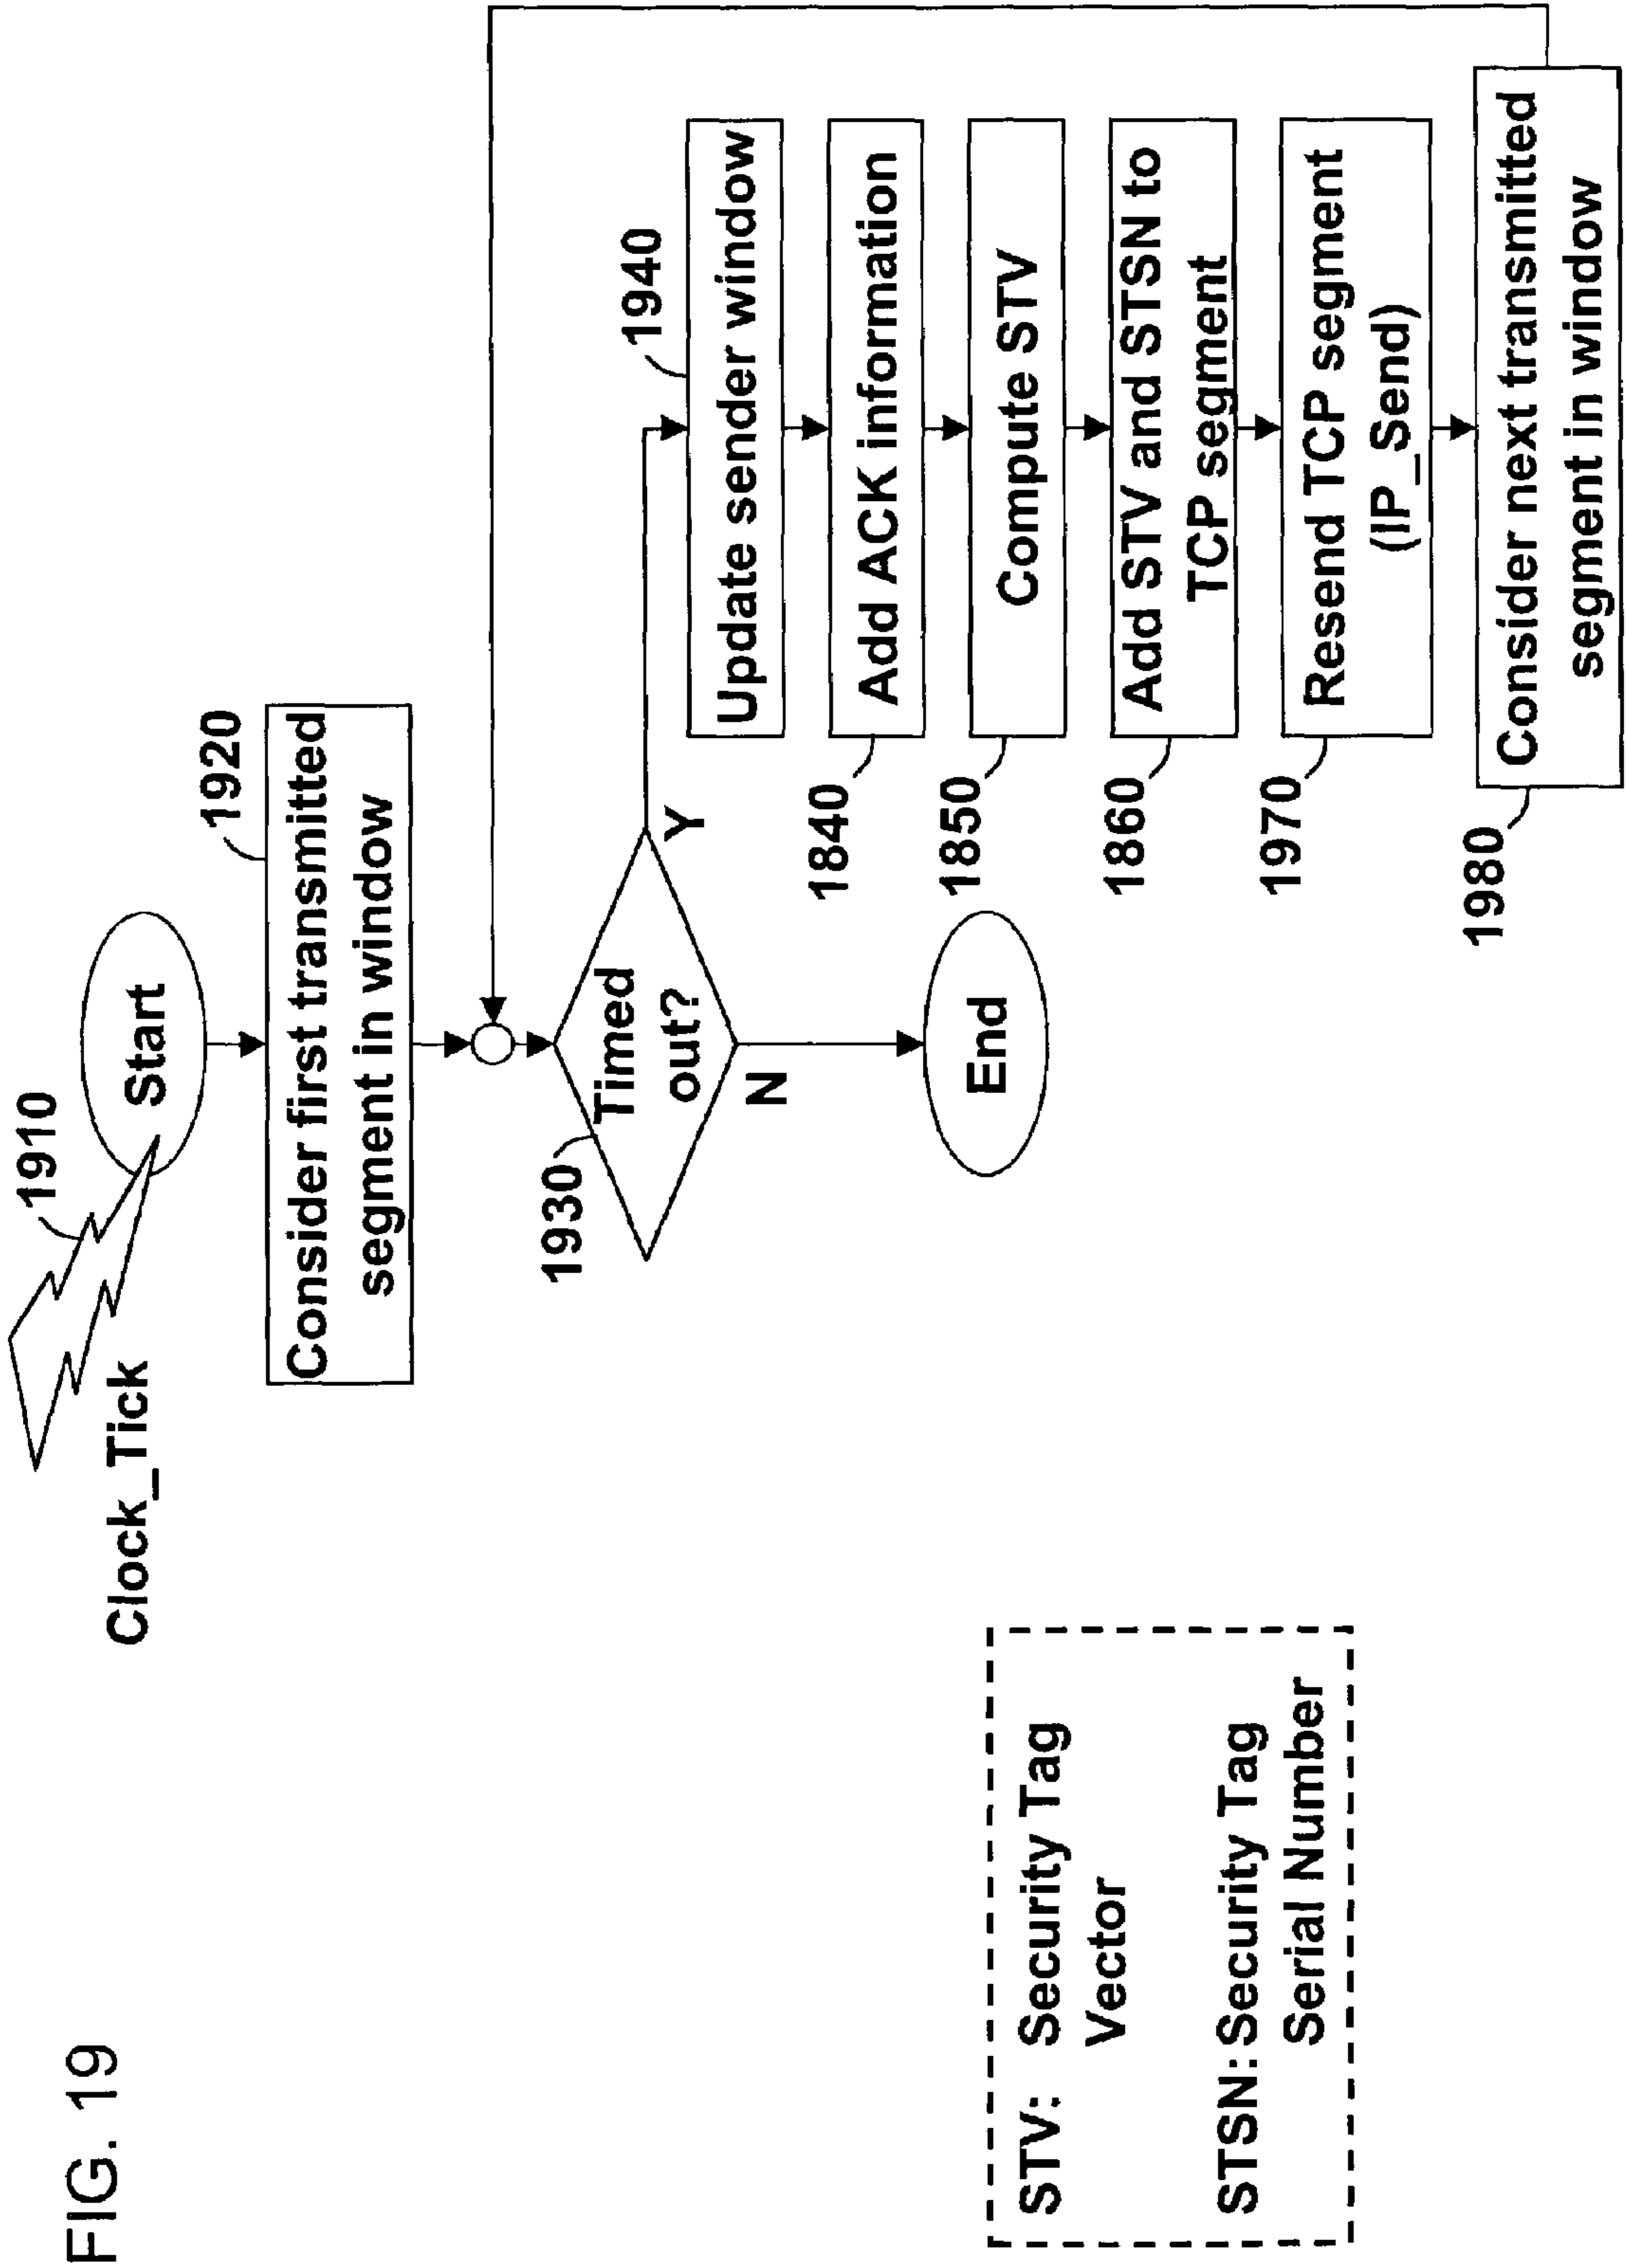 FIG. 19
1910
Clock_Tick
Start
1920
Consider first transmitted
segment in window
1930
Timed
out?
Y
N
End
1940
Update sender window
1840
Add ACK information
1850
Compute STV
1860
Add STV and STSN to
TCP segment
1970
Resend TCP segment
(IP_Send)
1980
Consider next transmitted
segment in window
STV: Security Tag
Vector
STSN:Security Tag
Serial Number